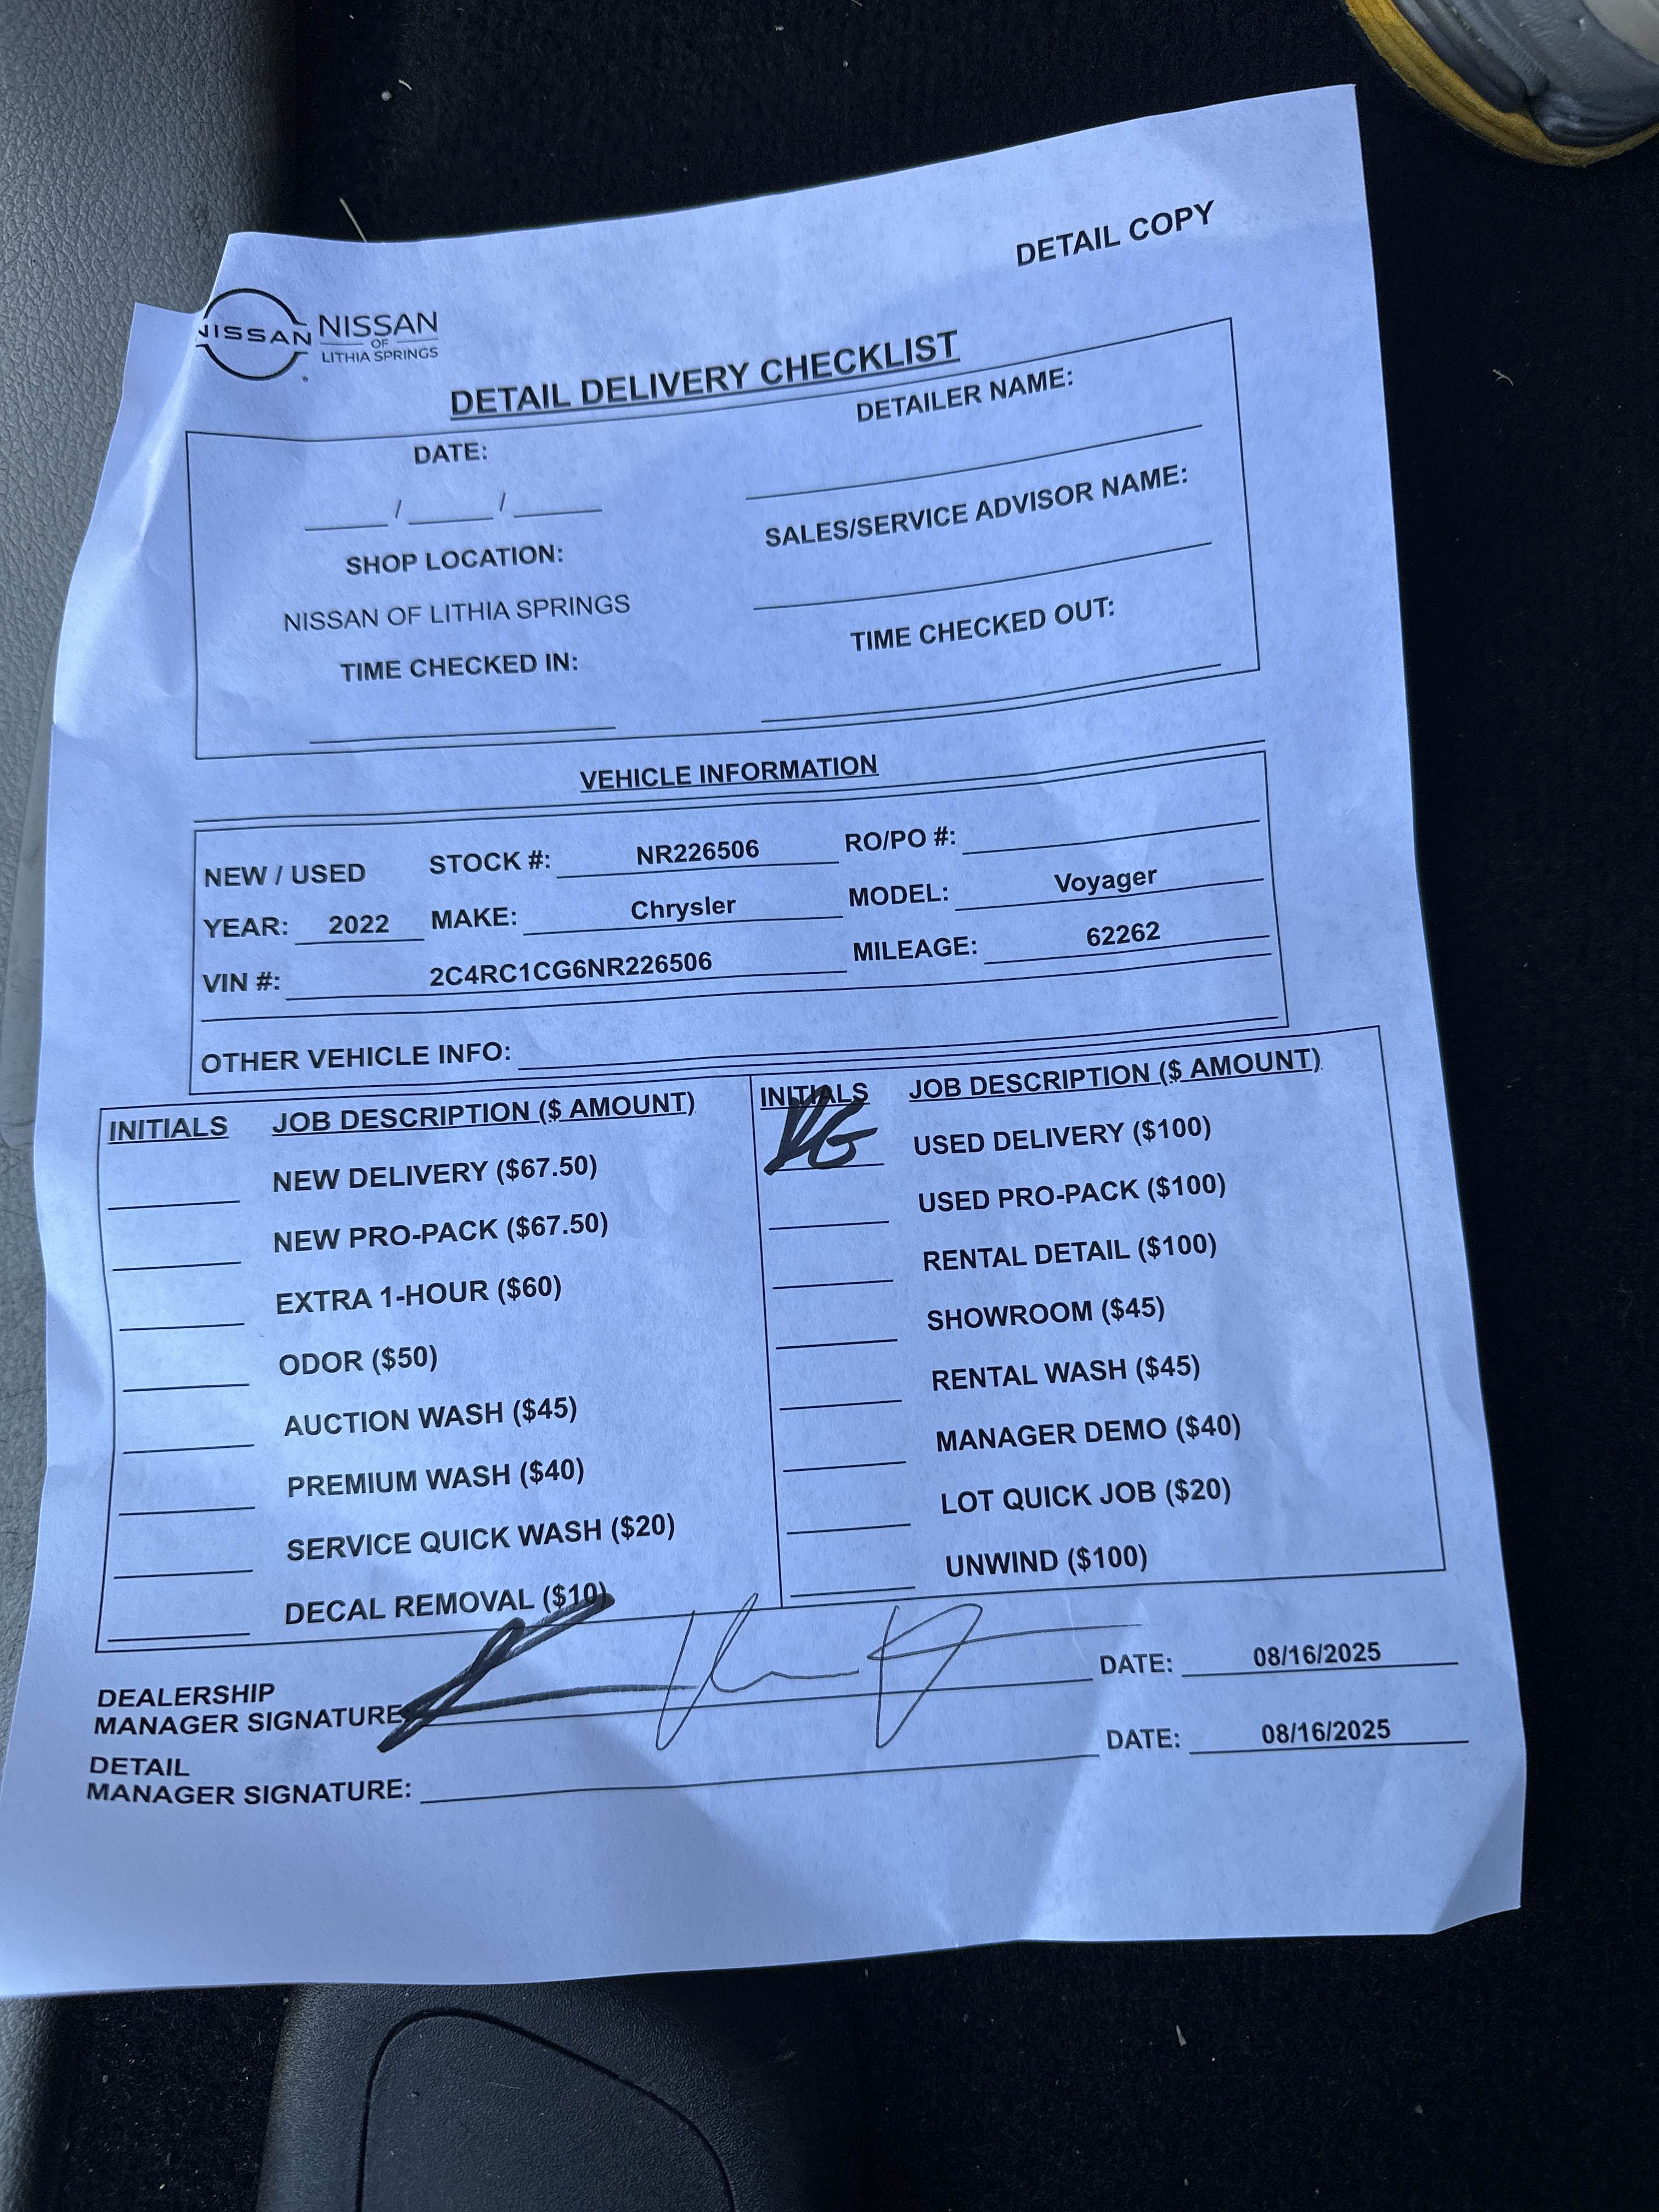 DETAIL COPY
NISSAN NISSAN
OF
LITHIA SPRINGS
DETAIL DELIVERY CHECKLIST
DATE: DETAILER NAME:
/ /
SHOP LOCATION: SALES/SERVICE ADVISOR NAME:
NISSAN OF LITHIA SPRINGS
TIME CHECKED IN: TIME CHECKED OUT:
VEHICLE INFORMATION
NEW / USED STOCK #: NR226506 RO/PO #:
YEAR: 2022 MAKE: Chrysler MODEL: Voyager
VIN #: 2C4RC1CG6NR226506 MILEAGE: 62262
OTHER VEHICLE INFO:
INITIALS JOB DESCRIPTION ($ AMOUNT)
NEW DELIVERY ($67.50)
NEW PRO-PACK ($67.50)
EXTRA 1-HOUR ($60)
ODOR ($50)
AUCTION WASH ($45)
PREMIUM WASH ($40)
SERVICE QUICK WASH ($20)
DECAL REMOVAL ($10)
INITIALS JOB DESCRIPTION ($ AMOUNT)
USED DELIVERY ($100)
USED PRO-PACK ($100)
RENTAL DETAIL ($100)
SHOWROOM ($45)
RENTAL WASH ($45)
MANAGER DEMO ($40)
LOT QUICK JOB ($20)
UNWIND ($100)
DEALERSHIP
MANAGER SIGNATURE DATE: 08/16/2025
DETAIL
MANAGER SIGNATURE: DATE: 08/16/2025